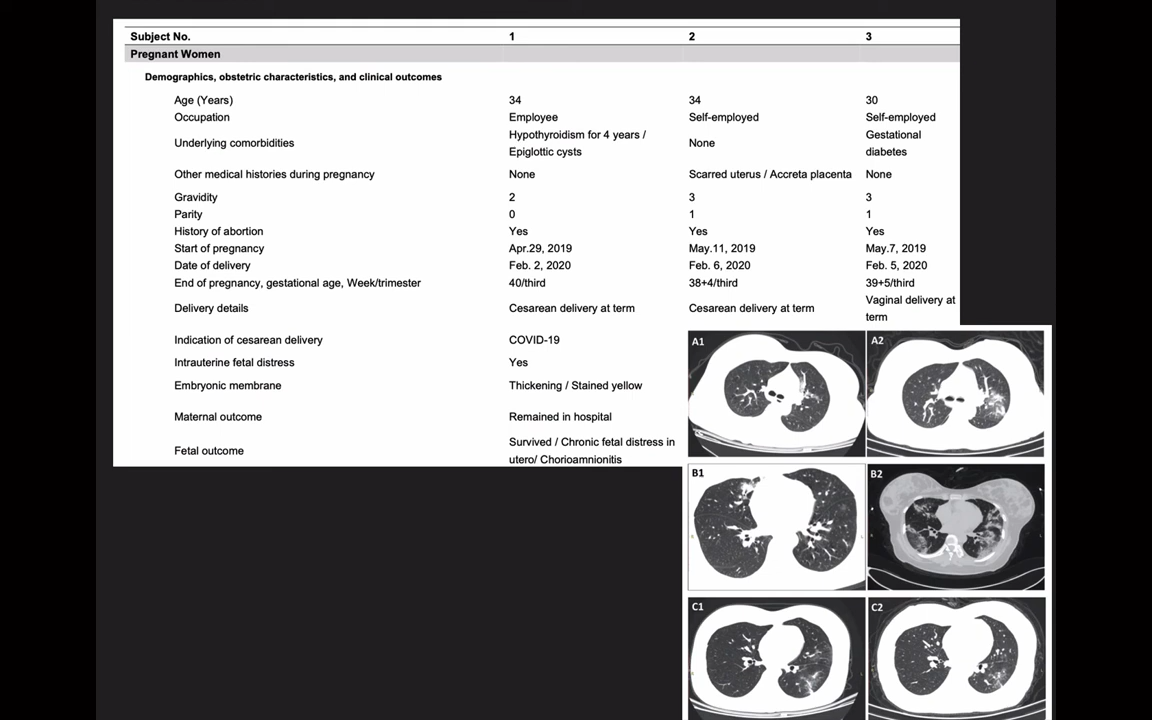 Subject No. 1 2 3
Pregnant Women
Demographics, obstetric characteristics, and clinical outcomes
Age (Years) 34 34 30
Occupation Employee Self-employed Self-employed
Underlying comorbidities Hypothyroidism for 4 years / Epiglottic cysts None Gestational diabetes
Other medical histories during pregnancy None Scarred uterus / Accreta placenta None
Gravidity 2 3 3
Parity 0 1 1
History of abortion Yes Yes Yes
Start of pregnancy Apr.29, 2019 May.11, 2019 May.7, 2019
Date of delivery Feb. 2, 2020 Feb. 6, 2020 Feb. 5, 2020
End of pregnancy, gestational age, Week/trimester 40/third 38+4/third 39+5/third
Delivery details Cesarean delivery at term Cesarean delivery at term Vaginal delivery at term
Indication of cesarean delivery COVID-19
Intrauterine fetal distress Yes
Embryonic membrane Thickening / Stained yellow
Maternal outcome Remained in hospital
Fetal outcome Survived / Chronic fetal distress in utero/ Chorioamnionitis
A1 A2
B1 B2
C1 C2